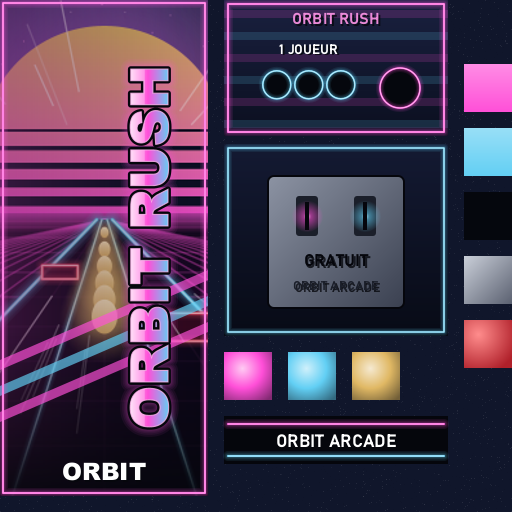 ORBIT RUSH
ORBIT
ORBIT RUSH
1 JOUEUR
GRATUIT
ORBIT ARCADE
ORBIT ARCADE